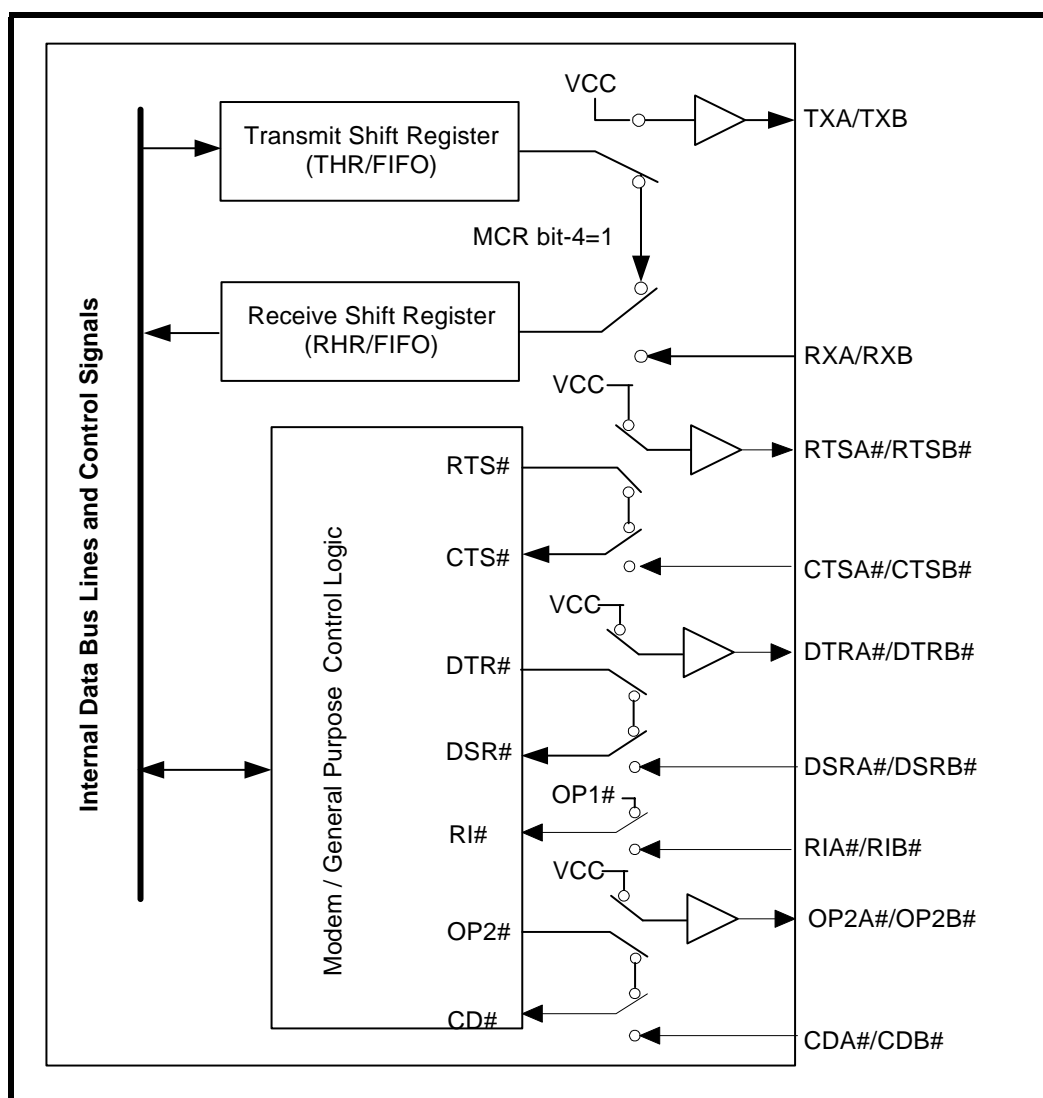 VCC
TXA/TXB
Transmit Shift Register
(THR/FIFO)
MCR bit-4=1
Receive Shift Register
(RHR/FIFO)
RXA/RXB
VCC
RTSA#/RTSB#
RTS#
CTS#
CTSA#/CTSB#
VCC
DTRA#/DTRB#
DTR#
DSR#
DSRA#/DSRB#
OP1#
RI#
RIA#/RIB#
VCC
OP2A#/OP2B#
OP2#
CD#
CDA#/CDB#
Internal Data Bus Lines and Control Signals
Modem / General Purpose Control Logic